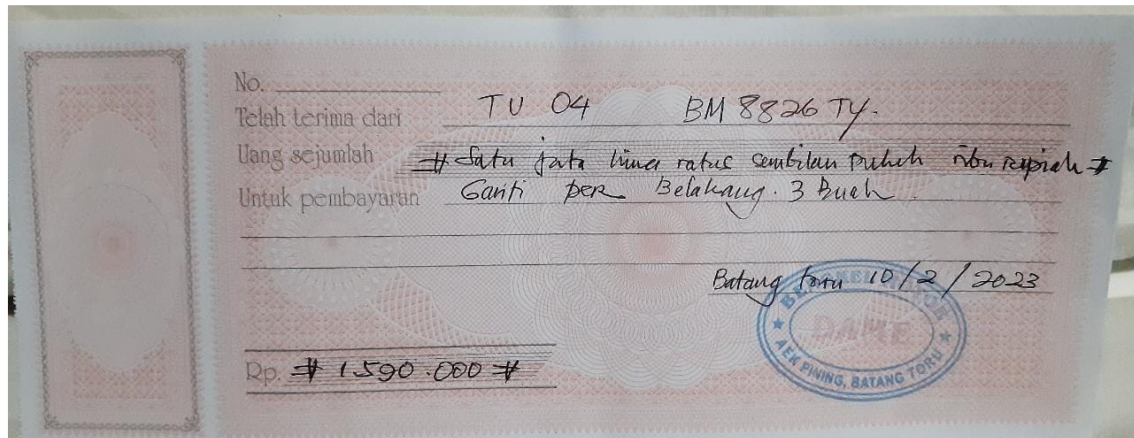 No.
Telah terima dari TU 04 BM 8826 TY.
Uang sejumlah # Satu juta lima ratus sembilan puluh ribu rupiah #
Untuk pembayaran Ganti per Belakang. 3 Buah.
Batang toru 10/2/2023
BENGKEL
DAME
AEK PINING, BATANG TORU
Rp. # 1.590.000 #